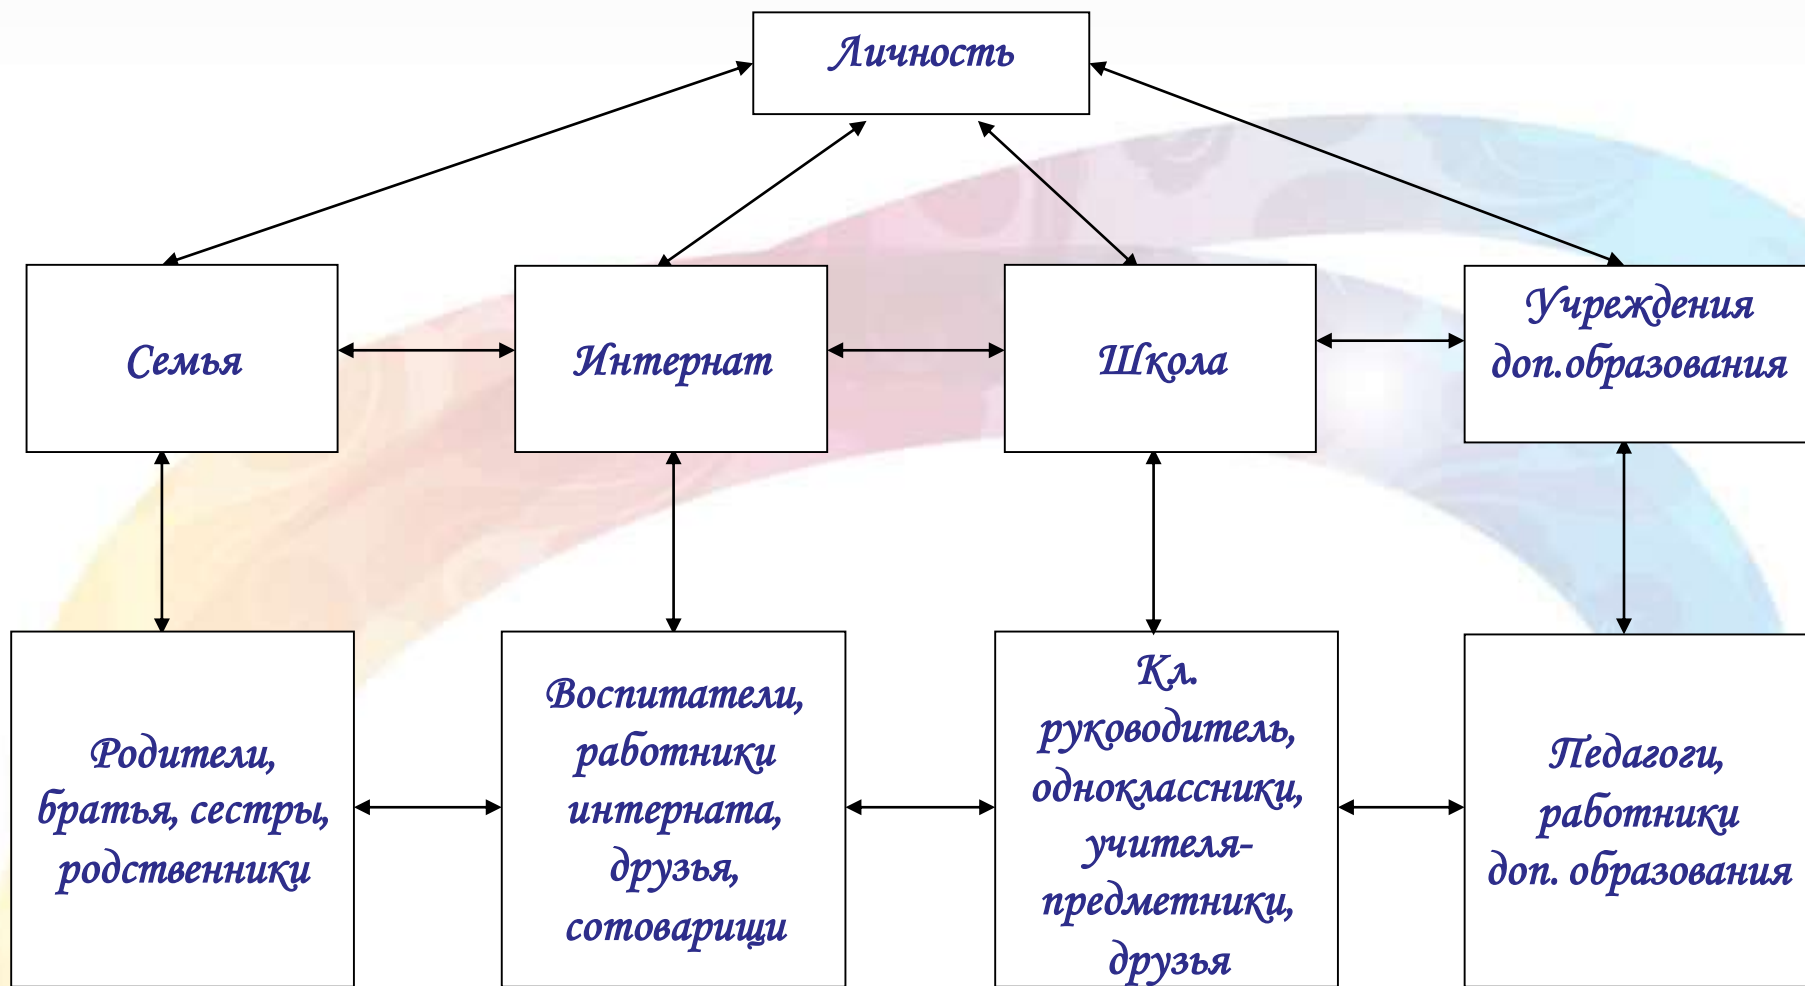 Личность
Семья
Интернат
Школа
Учреждения
доп.образования
Родители,
братья, сестры,
родственники
Воспитатели,
работники
интерната,
друзья,
сотоварищи
Кл.
руководитель,
одноклассники,
учителя-
предметники,
друзья
Педагоги,
работники
доп. образования